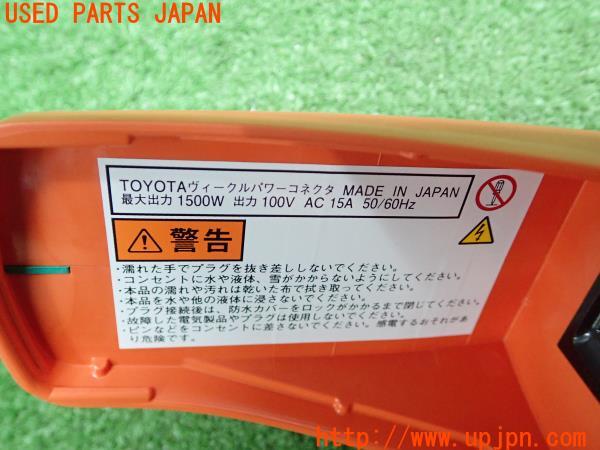 USED PARTS JAPAN
TOYOTAヴィークルパワーコネクタ MADE IN JAPAN
最大出力 1500W 出力 100V AC 15A 50/60Hz
警告
・濡れた手でプラグを抜き差ししないでください。
・コンセントに水や液体、雪がかからないようにしてください。
・本品の濡れや汚れは乾いた布で拭き取ってください。
・本品を水や他の液体に浸さないでください。
・プラグ接続後は、防水カバーをロックがかかるまで閉じてください。
・故障した電気製品やプラグは使用しないでください。
・ピンなどをコンセントに差さないでください。感電するおそれがあ
り危険です。
http://www.upjpn.com/